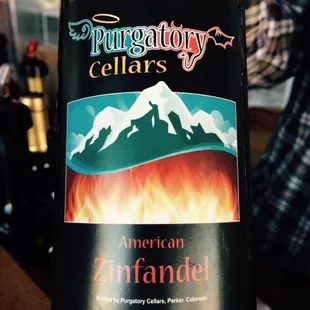 Purgatory
Cellars
American
Zinfandel
Bottled by Purgatory Cellars, Parker, Colorado